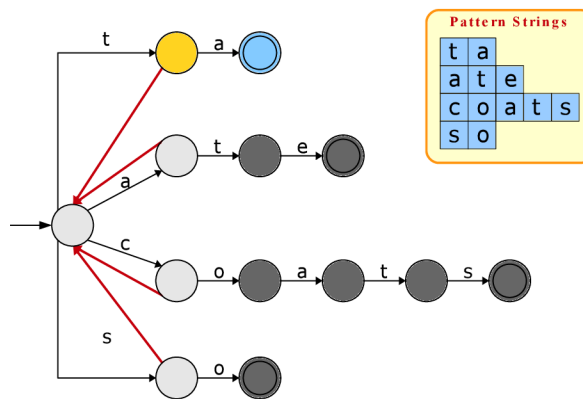 Pattern Strings
t a
a t e
c o a t s
s o
t a
a t e
c o a t s
s o